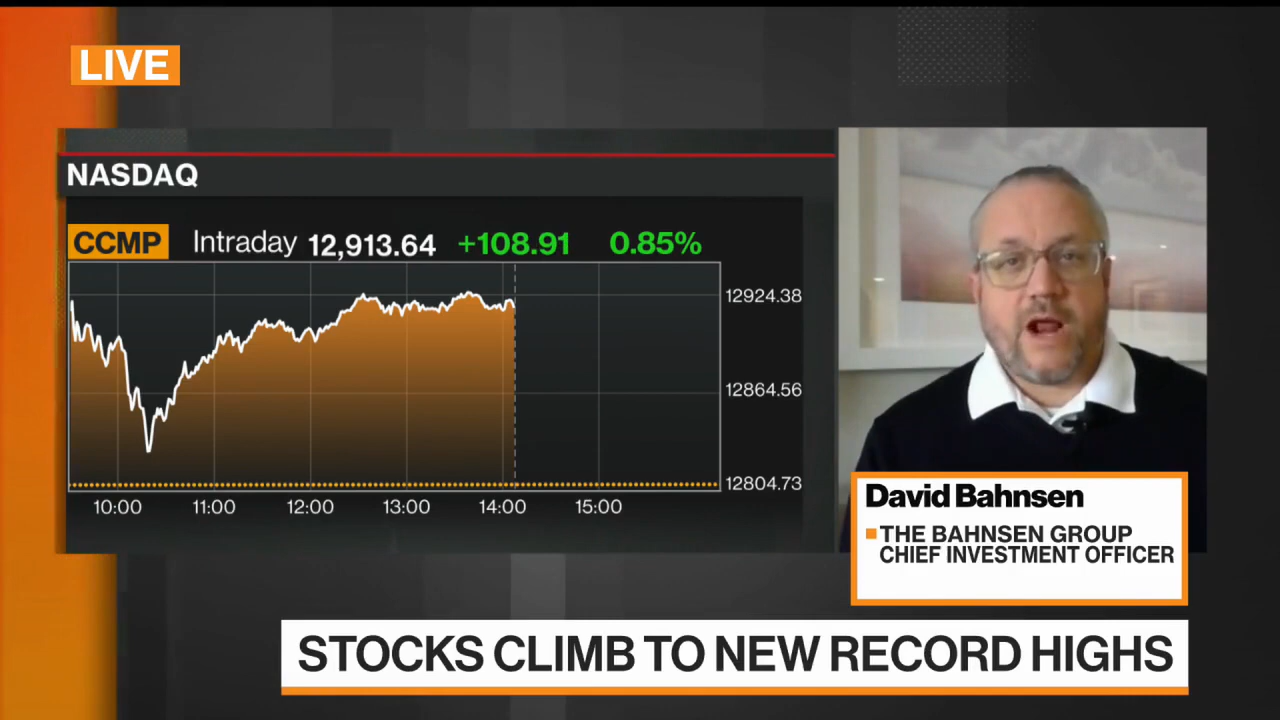 LIVE
NASDAQ
CCMP Intraday 12,913.64 +108.91 0.85%
12924.38
12864.56
12804.73
10:00 11:00 12:00 13:00 14:00 15:00
David Bahnsen
THE BAHNSEN GROUP
CHIEF INVESTMENT OFFICER
STOCKS CLIMB TO NEW RECORD HIGHS